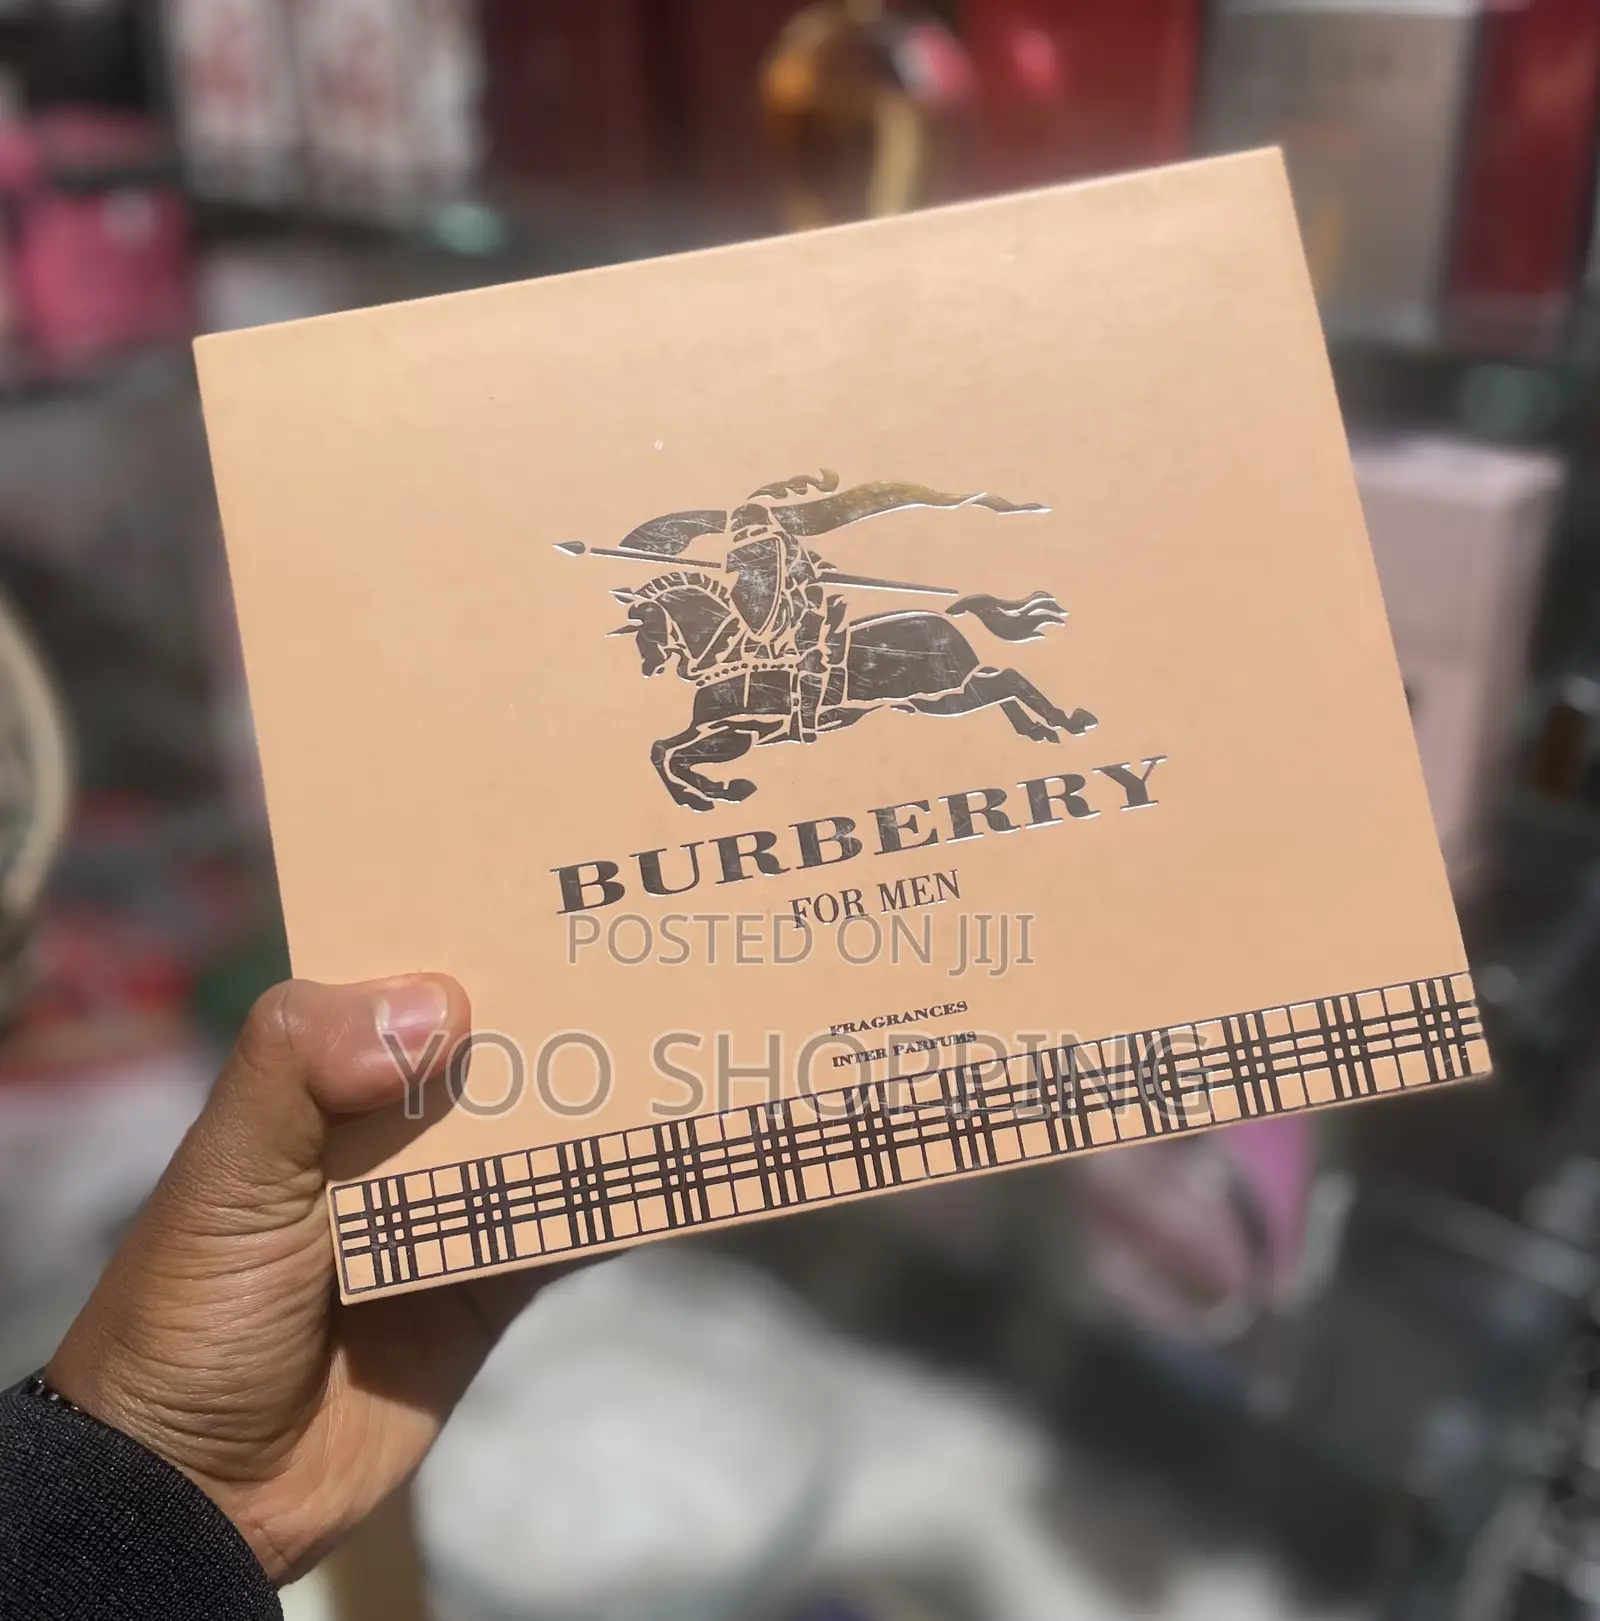 BURBERRY
FOR MEN
POSTED ON JIJI
FRAGRANCES
INTER PARFUMS
YOO SHOPPING